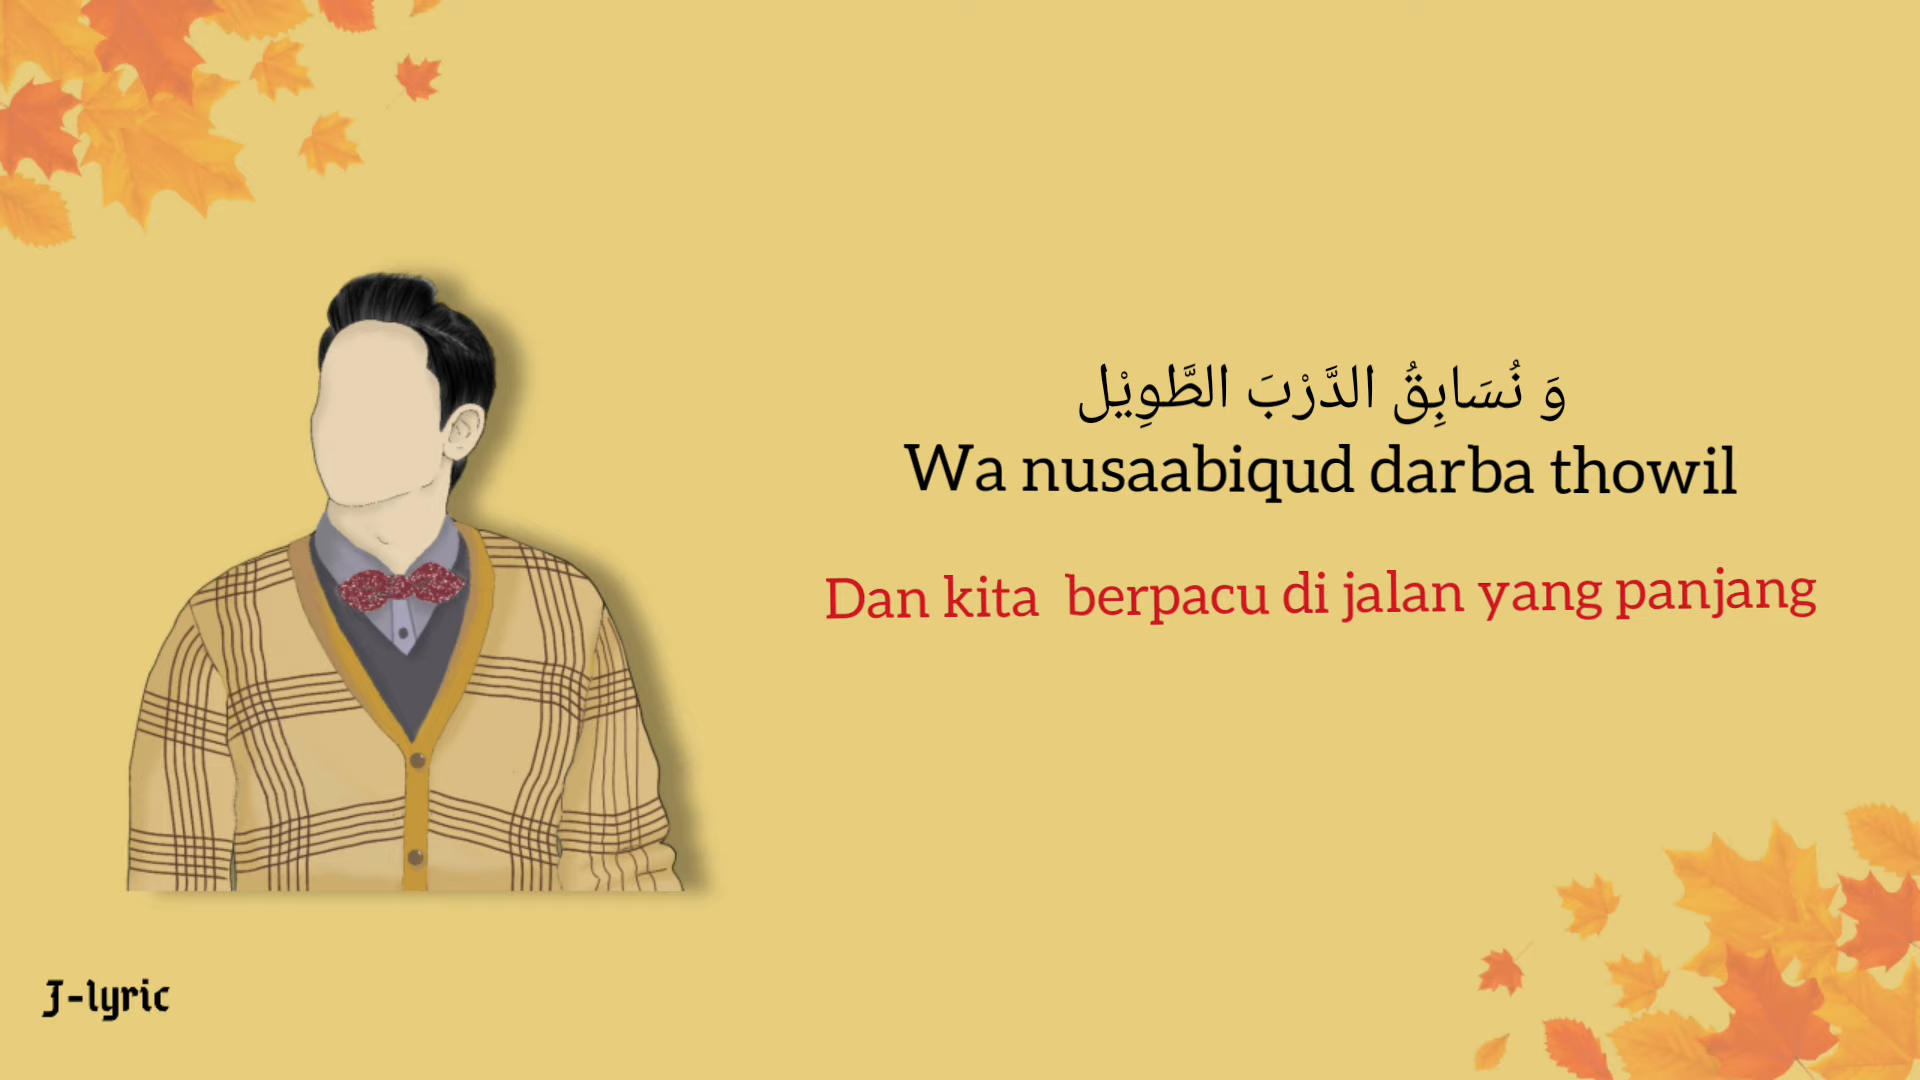 وَ نُسَابِقُ الدَّرْبَ الطَّوِيْل
Wa nusaabiqud darba thowil
Dan kita berpacu di jalan yang panjang
J-lyric